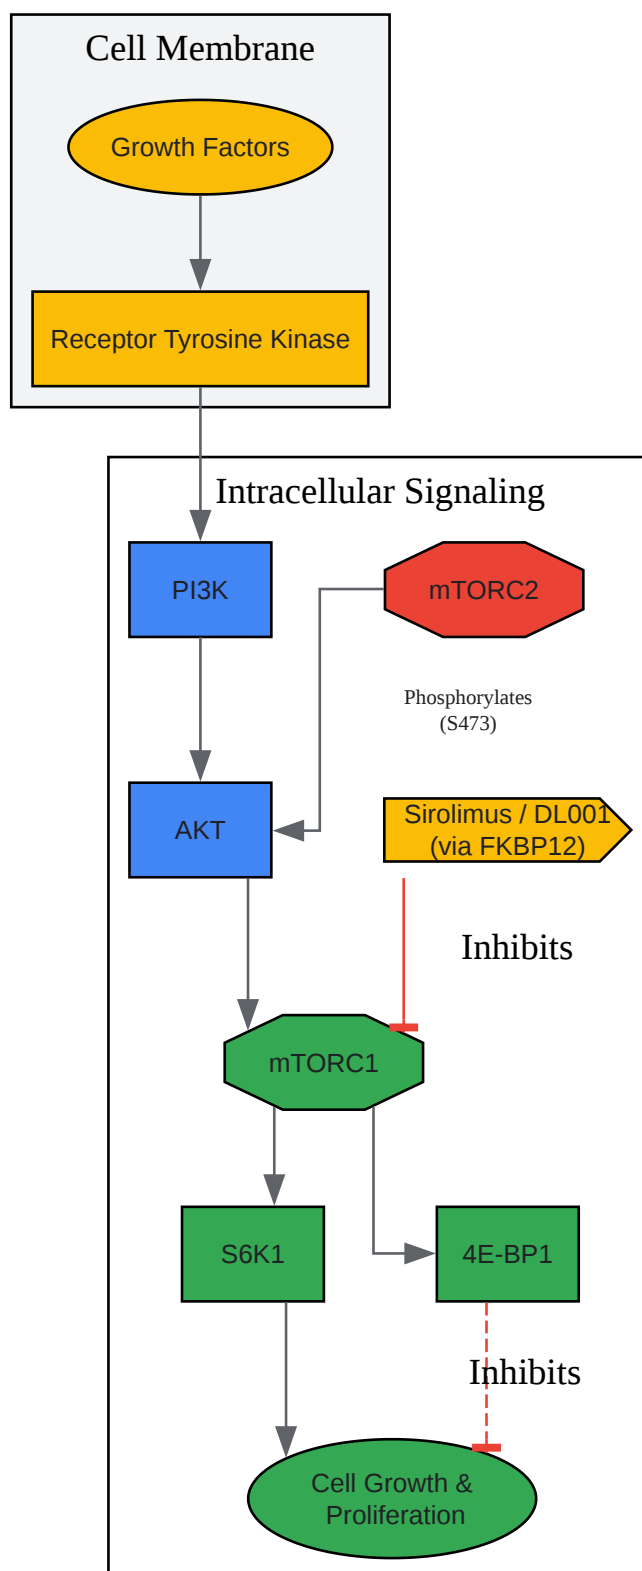 Cell Membrane
Growth Factors
Receptor Tyrosine Kinase
Intracellular Signaling
PI3K
mTORC2
Phosphorylates
(S473)
AKT
Sirolimus / DL001
(via FKBP12)
Inhibits
mTORC1
S6K1
4E-BP1
Inhibits
Cell Growth &
Proliferation